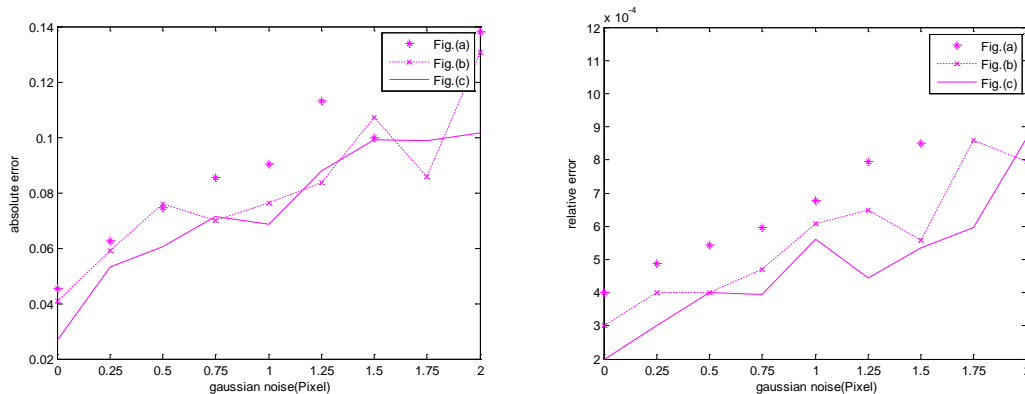 0.14
0.12
0.1
0.08
0.06
0.04
0.02
absolute error
0 0.25 0.5 0.75 1 1.25 1.5 1.75 2
gaussian noise(Pixel)
Fig.(a)
Fig.(b)
Fig.(c)
x 10-4
12
11
10
9
8
7
6
5
4
3
2
relative error
0 0.25 0.5 0.75 1 1.25 1.5 1.75 2
gaussian noise(Pixel)
Fig.(a)
Fig.(b)
Fig.(c)